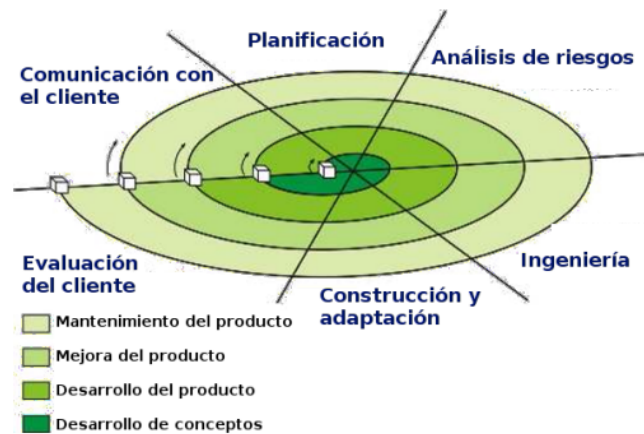 Planificación
Análisis de riesgos
Comunicación con
el cliente
Evaluación
del cliente
Ingeniería
Construcción y
adaptación
Mantenimiento del producto
Mejora del producto
Desarrollo del producto
Desarrollo de conceptos